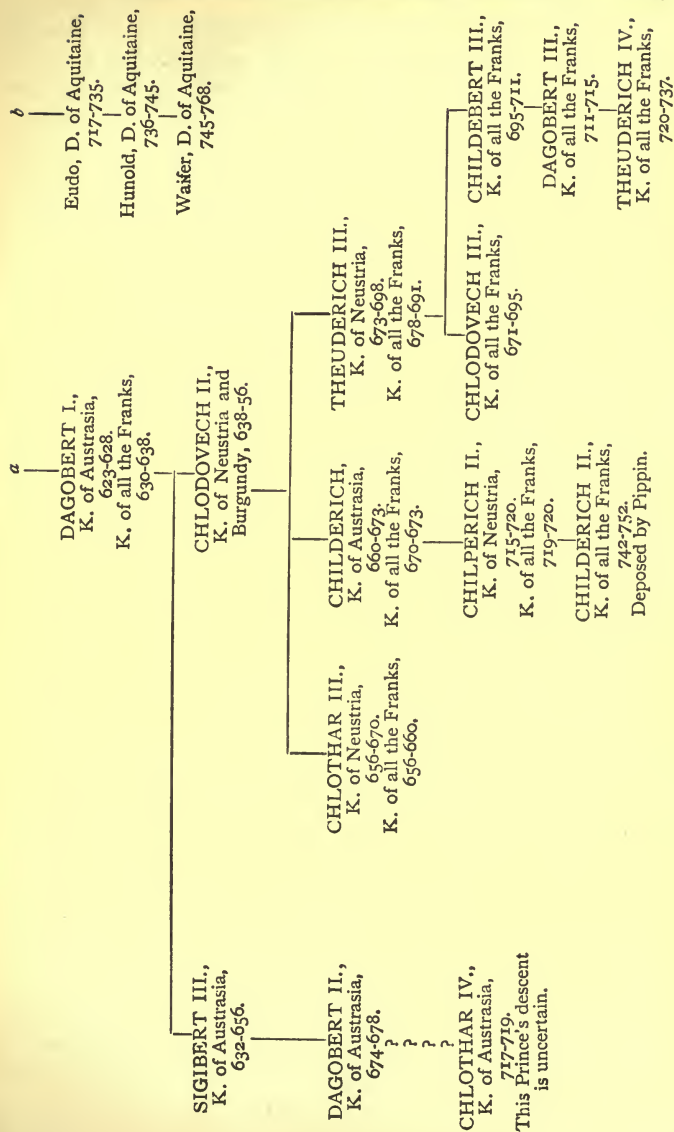 a
DAGOBERT I.,
K. of Austrasia,
623-628.
K. of all the Franks,
630-638.
b
Eudo, D. of Aquitaine,
717-735.
Hunold, D. of Aquitaine,
736-745.
Waifer, D. of Aquitaine,
745-768.
SIGIBERT III.,
K. of Austrasia,
632-656.
CHLODOVECH II.,
K. of Neustria and
Burgundy, 638-56.
DAGOBERT II.,
K. of Austrasia,
674-678.
?
?
?
?
CHLOTHAR IV.,
K. of Austrasia,
717-719.
This Prince's descent
is uncertain.
CHLOTHAR III.,
K. of Neustria,
656-670.
K. of all the Franks,
656-660.
CHILDERICH,
K. of Austrasia,
660-673.
K. of all the Franks,
670-673.
THEUDERICH III.,
K. of Neustria,
673-698.
K. of all the Franks,
678-691.
CHILPERICH II.,
K. of Neustria,
715-720.
K. of all the Franks,
719-720.
CHILDERICH II.,
K. of all the Franks,
742-752.
Deposed by Pippin.
CHLODOVECH III.,
K. of all the Franks,
671-695.
CHILDEBERT III.,
K. of all the Franks,
695-711.
DAGOBERT III.,
K. of all the Franks,
711-715.
THEUDERICH IV.,
K. of all the Franks,
720-737.